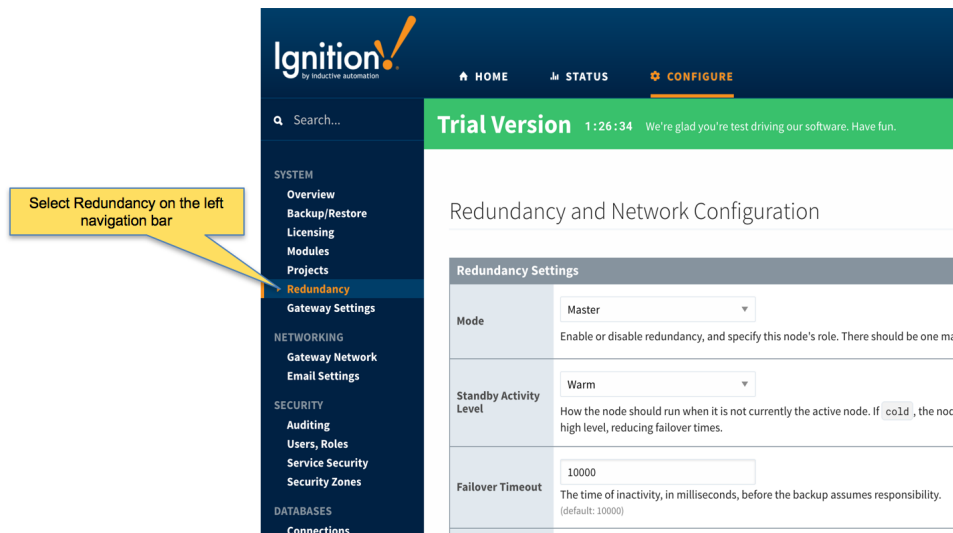 Ignition!
by inductive automation
HOME
STATUS
CONFIGURE
Search...
Trial Version 1:26:34 We're glad you're test driving our software. Have fun.
SYSTEM
Overview
Backup/Restore
Licensing
Modules
Projects
Redundancy
Gateway Settings
NETWORKING
Gateway Network
Email Settings
SECURITY
Auditing
Users, Roles
Service Security
Security Zones
DATABASES
Connections
Select Redundancy on the left
navigation bar
Redundancy and Network Configuration
Redundancy Settings
Mode
Master
Enable or disable redundancy, and specify this node's role. There should be one
Standby Activity
Level
Warm
How the node should run when it is not currently the active node. If cold , the
high level, reducing failover times.
Failover Timeout
10000
The time of inactivity, in milliseconds, before the backup assumes responsibility.
(default: 10000)